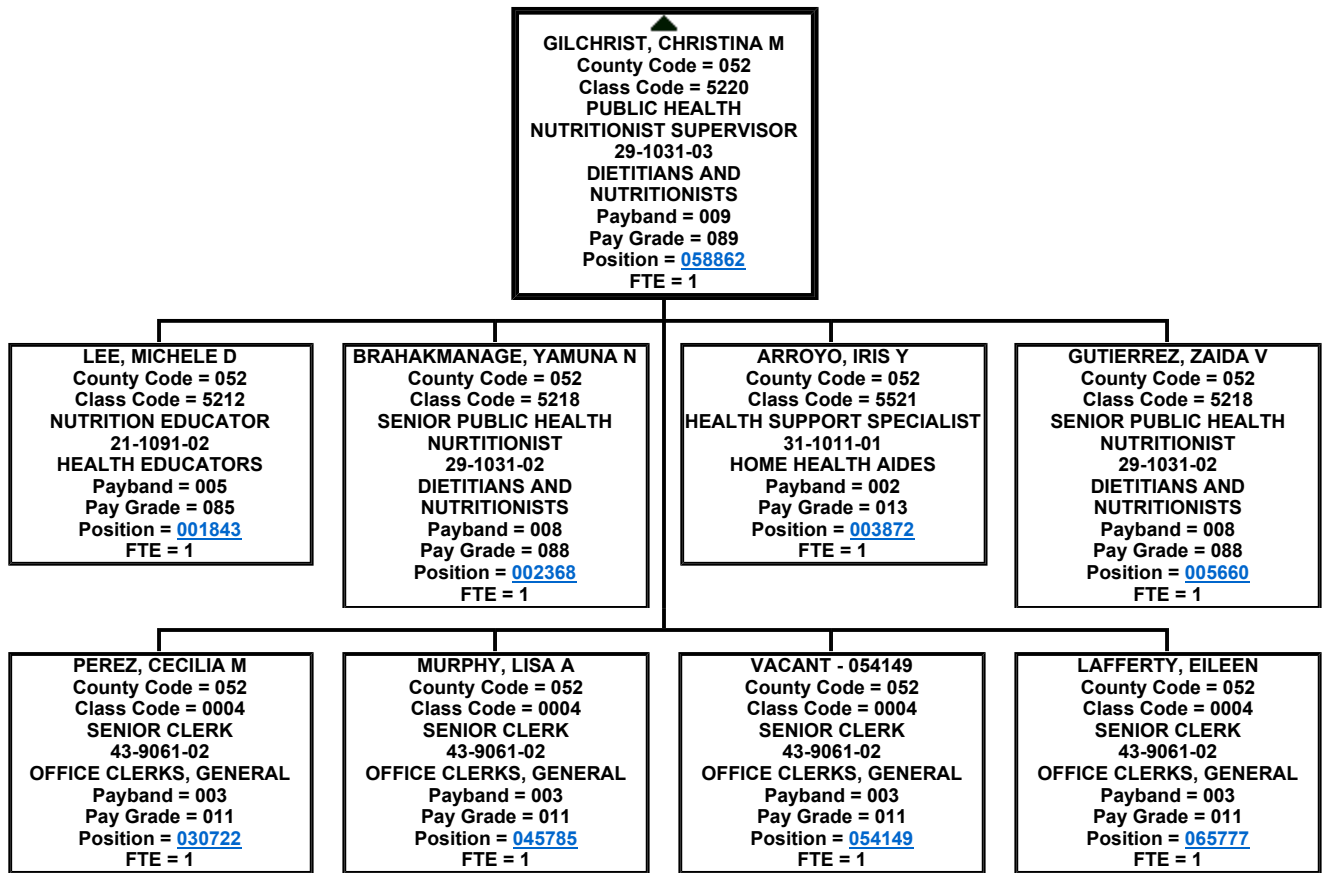 GILCHRIST, CHRISTINA M
County Code = 052
Class Code = 5220
PUBLIC HEALTH
NUTRITIONIST SUPERVISOR
29-1031-03
DIETITIANS AND
NUTRITIONISTS
Payband = 009
Pay Grade = 089
Position = 058862
FTE = 1
LEE, MICHELE D
County Code = 052
Class Code = 5212
NUTRITION EDUCATOR
21-1091-02
HEALTH EDUCATORS
Payband = 005
Pay Grade = 085
Position = 001843
FTE = 1
BRAHAKMANAGE, YAMUNA N
County Code = 052
Class Code = 5218
SENIOR PUBLIC HEALTH
NURTITIONIST
29-1031-02
DIETITIANS AND
NUTRITIONISTS
Payband = 008
Pay Grade = 088
Position = 002368
FTE = 1
ARROYO, IRIS Y
County Code = 052
Class Code = 5521
HEALTH SUPPORT SPECIALIST
31-1011-01
HOME HEALTH AIDES
Payband = 002
Pay Grade = 013
Position = 003872
FTE = 1
GUTIERREZ, ZAIDA V
County Code = 052
Class Code = 5218
SENIOR PUBLIC HEALTH
NUTRITIONIST
29-1031-02
DIETITIANS AND
NUTRITIONISTS
Payband = 008
Pay Grade = 088
Position = 005660
FTE = 1
PEREZ, CECILIA M
County Code = 052
Class Code = 0004
SENIOR CLERK
43-9061-02
OFFICE CLERKS, GENERAL
Payband = 003
Pay Grade = 011
Position = 030722
FTE = 1
MURPHY, LISA A
County Code = 052
Class Code = 0004
SENIOR CLERK
43-9061-02
OFFICE CLERKS, GENERAL
Payband = 003
Pay Grade = 011
Position = 045785
FTE = 1
VACANT - 054149
County Code = 052
Class Code = 0004
SENIOR CLERK
43-9061-02
OFFICE CLERKS, GENERAL
Payband = 003
Pay Grade = 011
Position = 054149
FTE = 1
LAFFERTY, EILEEN
County Code = 052
Class Code = 0004
SENIOR CLERK
43-9061-02
OFFICE CLERKS, GENERAL
Payband = 003
Pay Grade = 011
Position = 065777
FTE = 1